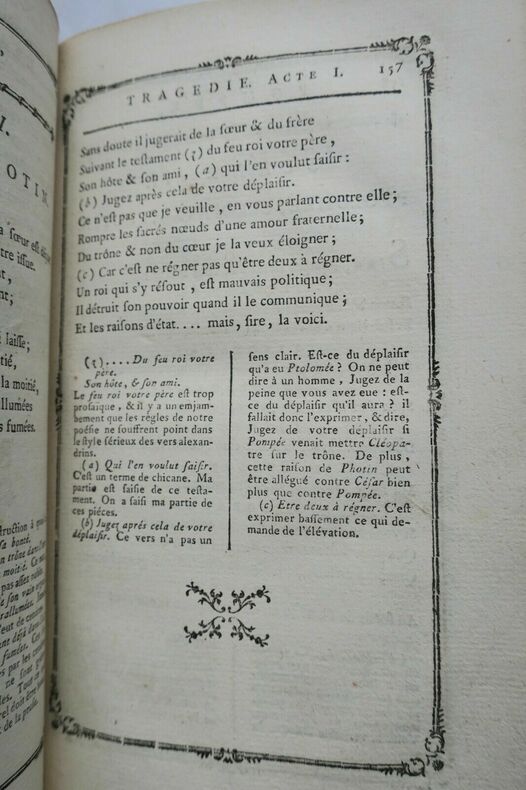 I.
OTIN.
issue.
laisse;
la moitié,
allumées
s fumées.
TRAGEDIE. ACTE I. 157
Sans doute il jugerait de la sœur & du frère
Suivant le testament (z) du feu roi votre père,
Son hôte & son ami, (a) qui l'en voulut saisir:
(b) Jugez après cela de votre déplaisir.
Ce n'est pas que je veuille, en vous parlant contre elle;
Rompre les sacrés nœuds d'une amour fraternelle;
Du trône & non du cœur je la veux éloigner;
(c) Car c'est ne régner pas qu'être deux à régner.
Un roi qui s'y résout, est mauvais politique;
Il détruit son pouvoir quand il le communique;
Et les raisons d'état.... mais, sire, la voici.
(z).... Du feu roi votre
père.
Son hôte, & son ami.
Le feu roi votre père est trop
prosaique, & il y a un enjam-
bement que les règles de notre
poésie ne souffrent point dans
le style sérieux des vers alexan-
drins.
(a) Qui l'en voulut saisir.
C'est un terme de chicane. Ma
partie est saisie de ce testa-
ment. On a saisi ma partie de
ces piéces.
(b) Jugez aprés cela de votre
déplaisir. Ce vers n'a pas un
sens clair. Est-ce du déplaisir
qu'a eu Ptolomée? On ne peut
dire à un homme, Jugez de la
peine que vous avez eue: est-
ce du déplaisir qu'il aura? il
fallait donc l'exprimer, & dire,
Jugez de votre déplaisir si
Pompée venait mettre Cléopa-
tre sur le trône. De plus,
cette raison de Photin peut
être allégué contre César bien
plus que contre Pompée.
(c) Etre deux à régner. C'est
exprimer bassement ce qui de-
mande de l'élévation.